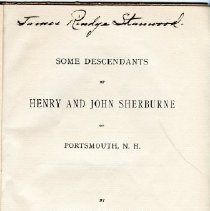 James Rindge Stanwood.
SOME DESCENDANTS
OF
HENRY AND JOHN SHERBURNE
OF
PORTSMOUTH, N. H.
BY